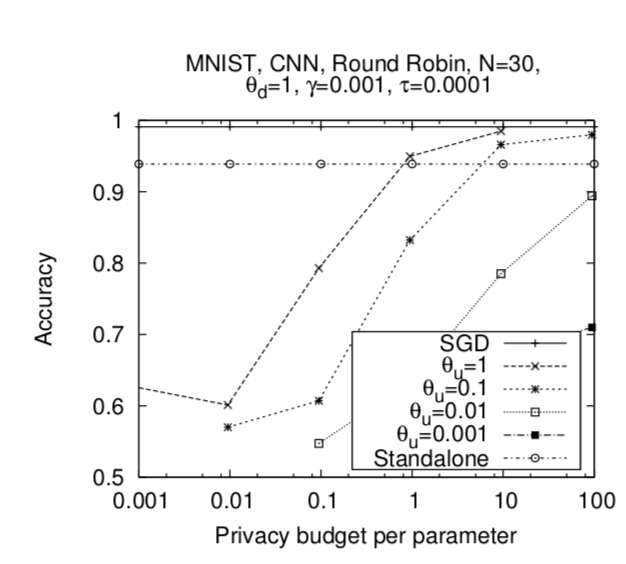 MNIST, CNN, Round Robin, N=30,
θd=1, γ=0.001, τ=0.0001
1
0.9
0.8
0.7
0.6
0.5
Accuracy
SGD
θu=1
θu=0.1
θu=0.01
θu=0.001
Standalone
0.001 0.01 0.1 1 10 100
Privacy budget per parameter